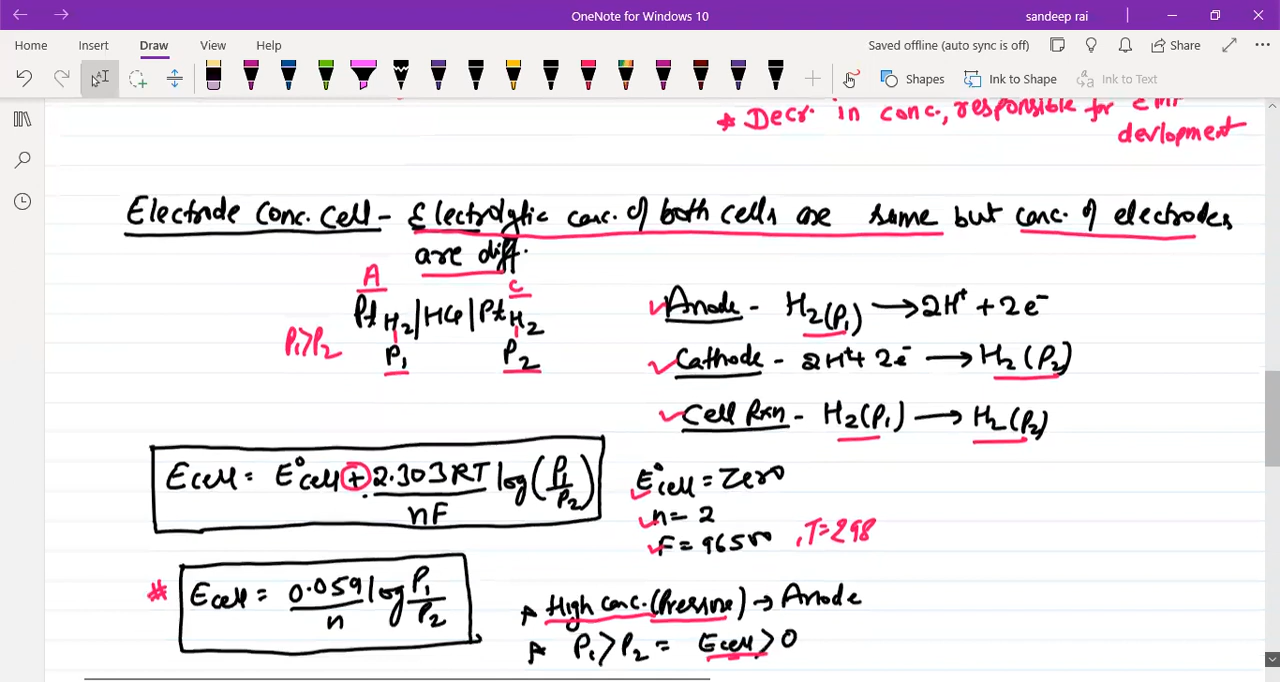 OneNote for Windows 10
sandeep rai
Home Insert Draw View Help
Saved offline (auto sync is off)
Share
Shapes
Ink to Shape
Ink to Text
* Decr. in conc., responsible for EMF
devlopment
Electrode Conc. Cell - Electrolytic conc. of both cells are same but conc. of electrodes
are diff.
A
C
Pt H2 | HCl | Pt H2
P1>P2
P1
P2
Anode - H2(P1) → 2H+ + 2e-
Cathode - 2H+ + 2e- → H2(P2)
Cell Rxn - H2(P1) → H2(P2)
Ecell = E°cell + 2.303RT/nF log(P1/P2)
E°cell = Zero
n = 2
F = 96500 , T=298
# Ecell = 0.059/n log P1/P2
* High conc. (Pressure) → Anode
* P1 > P2 = Ecell > 0